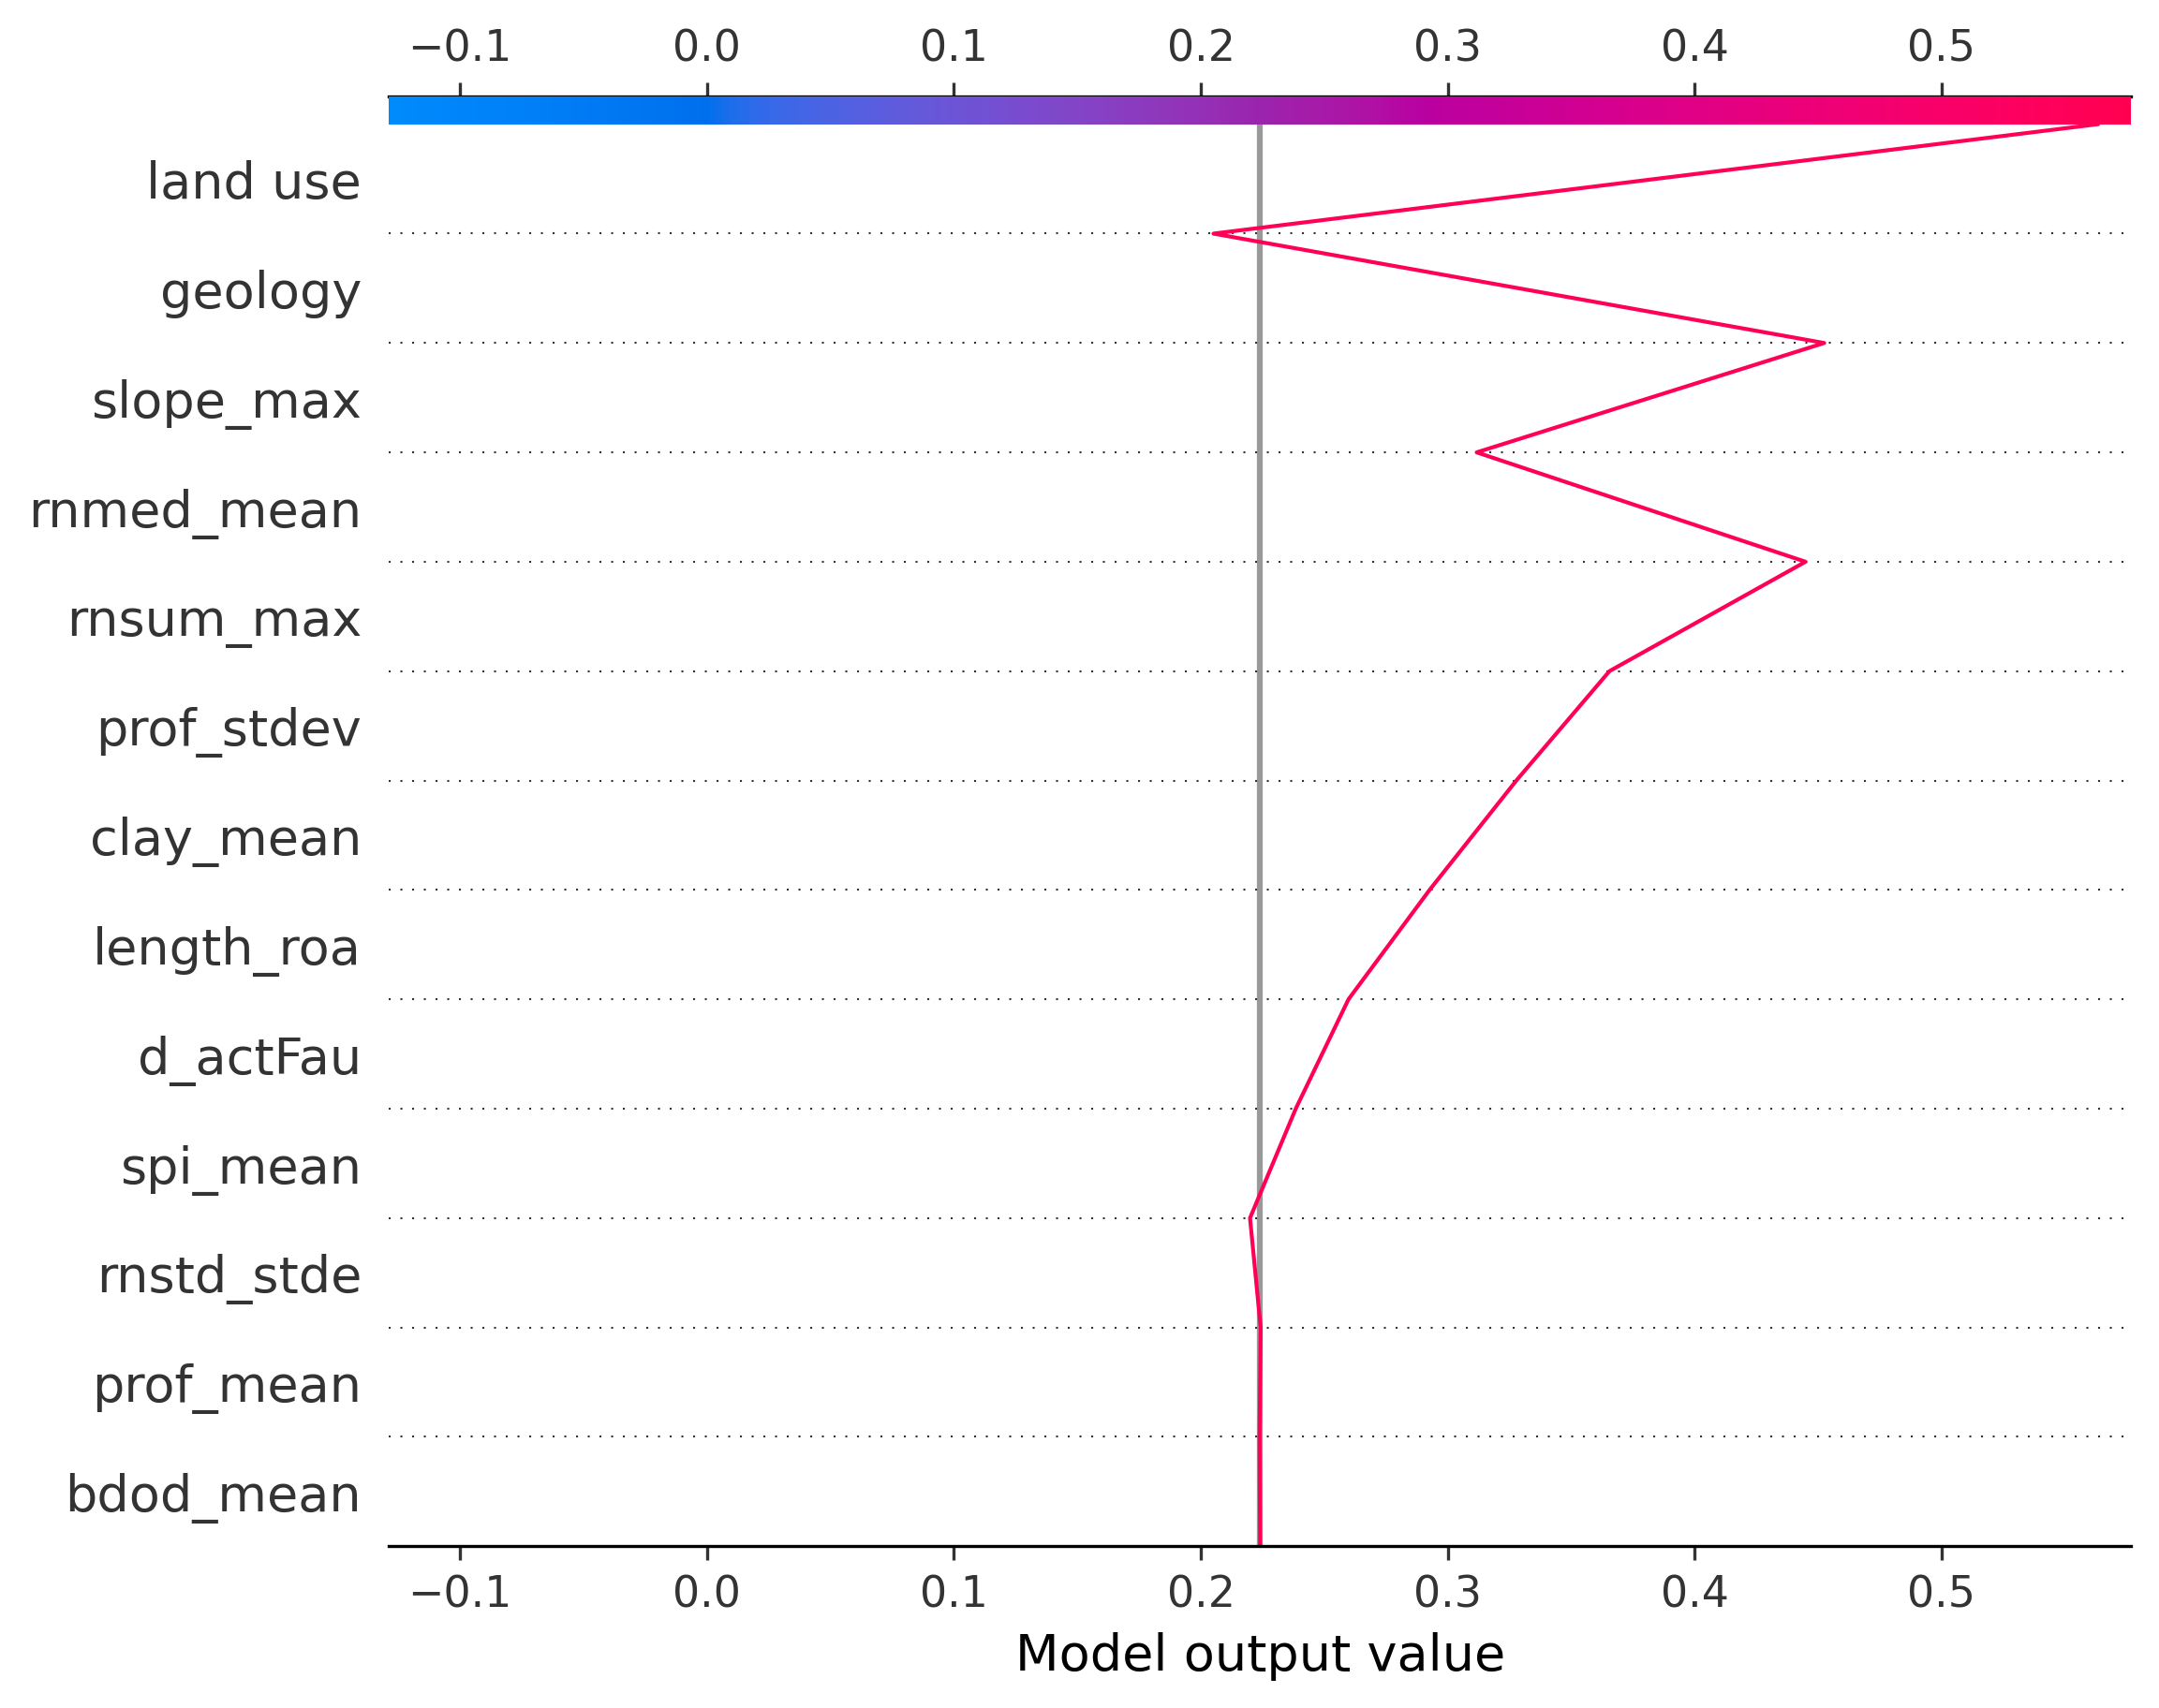 −0.1 0.0 0.1 0.2 0.3 0.4 0.5
land use
geology
slope_max
rnmed_mean
rnsum_max
prof_stdev
clay_mean
length_roa
d_actFau
spi_mean
rnstd_stde
prof_mean
bdod_mean
−0.1 0.0 0.1 0.2 0.3 0.4 0.5
Model output value